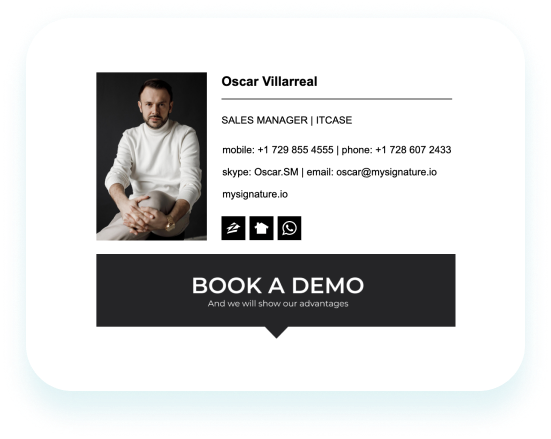 Oscar Villarreal
SALES MANAGER | ITCASE
mobile: +1 729 855 4555 | phone: +1 728 607 2433
skype: Oscar.SM | email: oscar@mysignature.io
mysignature.io
BOOK A DEMO
And we will show our advantages